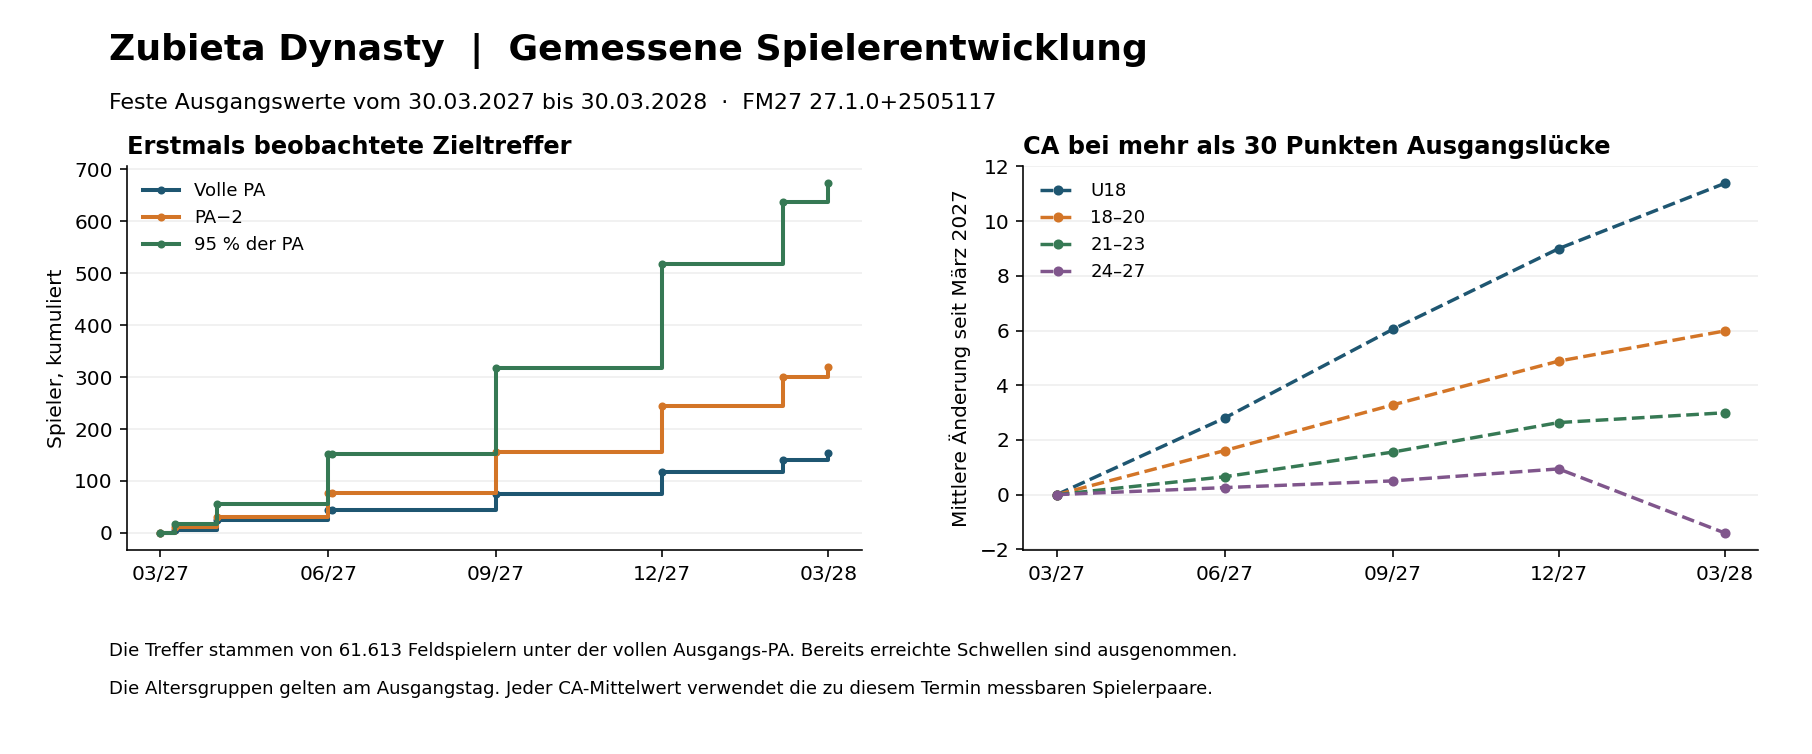 Zubieta Dynasty | Gemessene Spielerentwicklung
Feste Ausgangswerte vom 30.03.2027 bis 30.03.2028 · FM27 27.1.0+2505117
Erstmals beobachtete Zieltreffer
Spieler, kumuliert
700
600
500
400
300
200
100
0
Volle PA
PA−2
95 % der PA
03/27 06/27 09/27 12/27 03/28
CA bei mehr als 30 Punkten Ausgangslücke
Mittlere Änderung seit März 2027
12
10
8
6
4
2
0
−2
U18
18–20
21–23
24–27
03/27 06/27 09/27 12/27 03/28
Die Treffer stammen von 61.613 Feldspielern unter der vollen Ausgangs-PA. Bereits erreichte Schwellen sind ausgenommen.
Die Altersgruppen gelten am Ausgangstag. Jeder CA-Mittelwert verwendet die zu diesem Termin messbaren Spielerpaare.